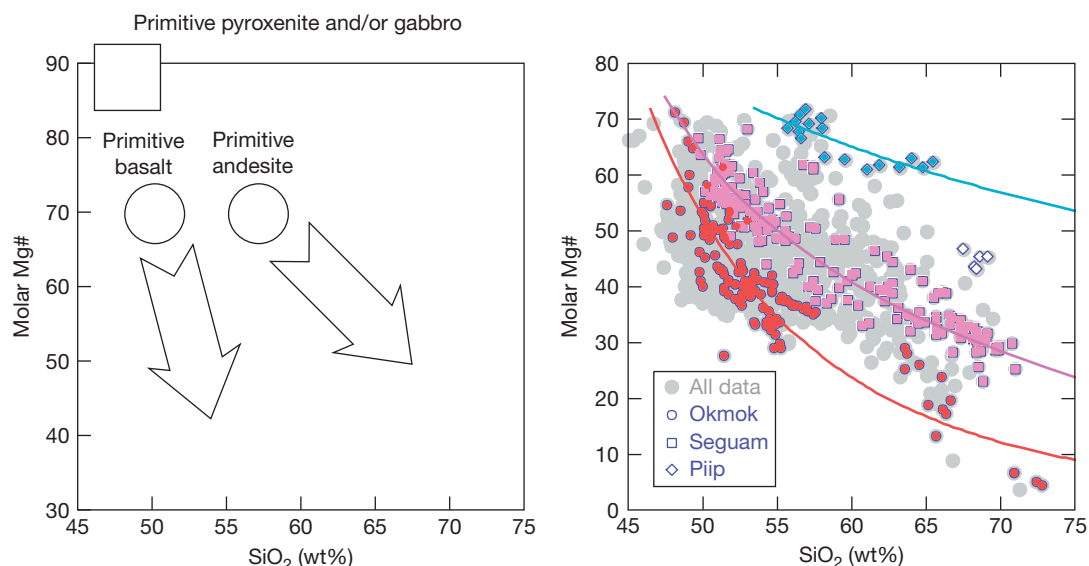 Primitive pyroxenite and/or gabbro
90
80
70
60
50
40
30
45 50 55 60 65 70 75
Molar Mg#
SiO2 (wt%)
Primitive
basalt
Primitive
andesite
80
70
60
50
40
30
20
10
0
45 50 55 60 65 70 75
Molar Mg#
SiO2 (wt%)
All data
Okmok
Seguam
Piip